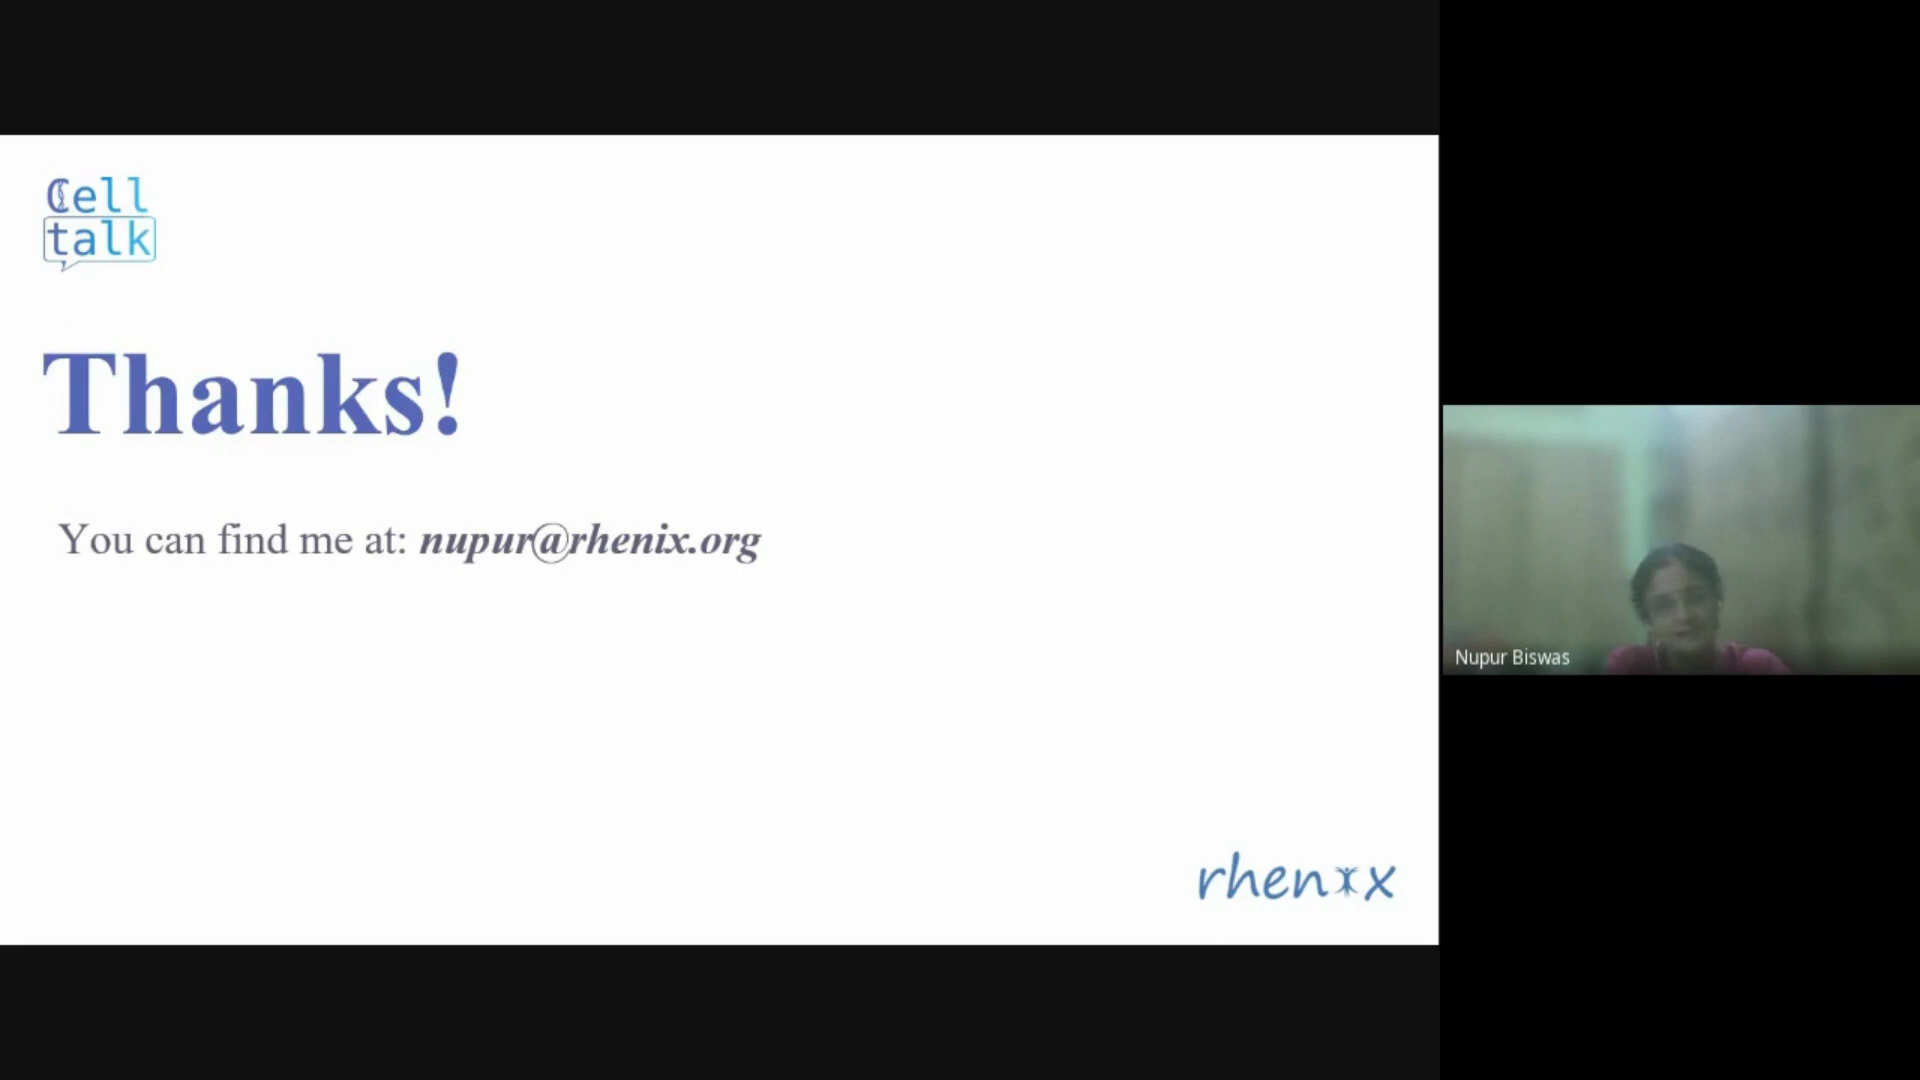 Cell
talk
Thanks!
You can find me at: nupur@rhenix.org
Nupur Biswas
rhenix